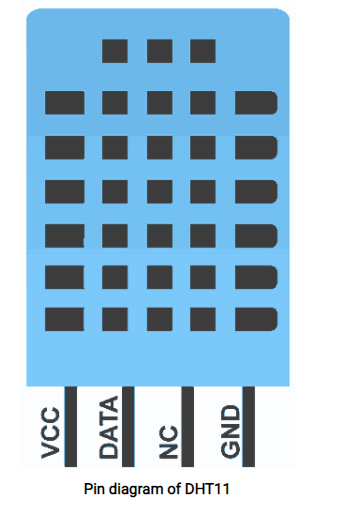 VCC
DATA
NC
GND
Pin diagram of DHT11